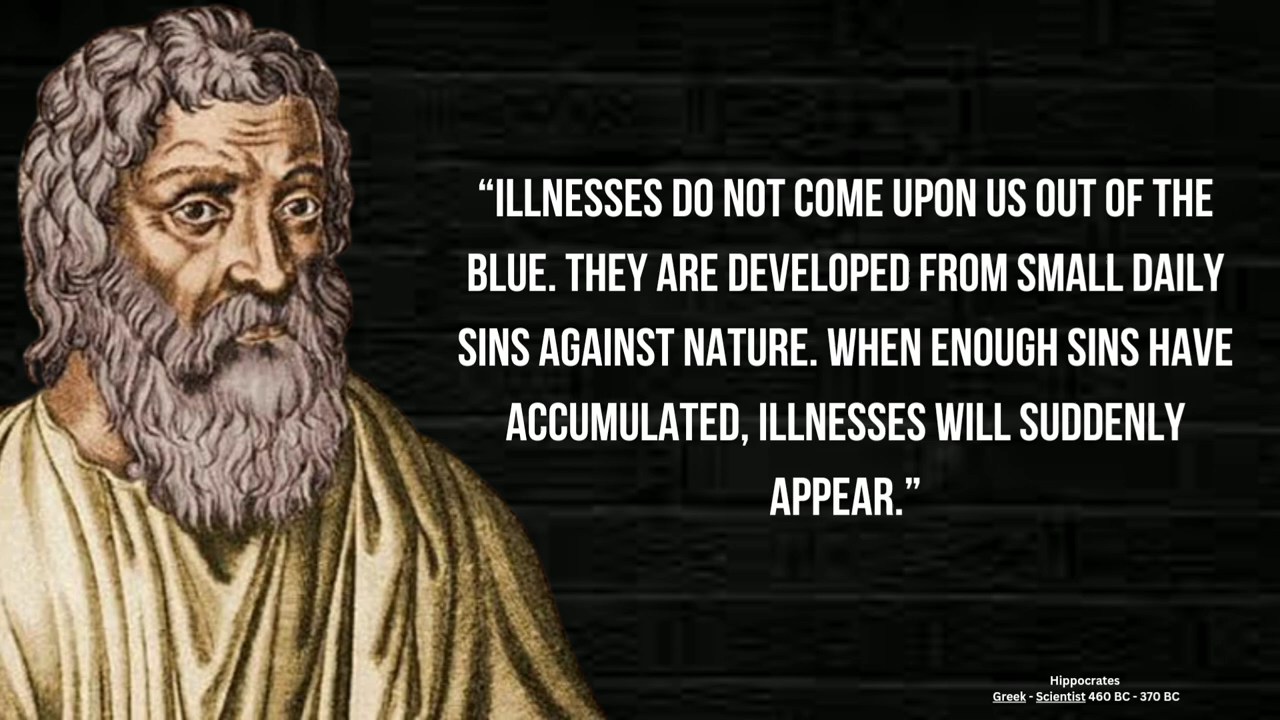 “ILLNESSES DO NOT COME UPON US OUT OF THE
BLUE. THEY ARE DEVELOPED FROM SMALL DAILY
SINS AGAINST NATURE. WHEN ENOUGH SINS HAVE
ACCUMULATED, ILLNESSES WILL SUDDENLY
APPEAR.”
Hippocrates
Greek - Scientist 460 BC - 370 BC